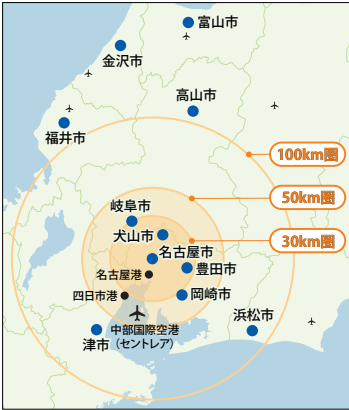 富山市
金沢市
高山市
福井市
100km圏
50km圏
岐阜市
犬山市
30km圏
名古屋市
名古屋港
豊田市
四日市港
岡崎市
浜松市
中部国際空港
（セントレア）
津市